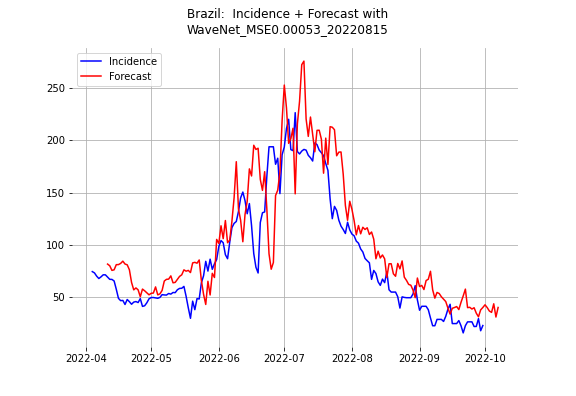 Brazil:  Incidence + Forecast with
WaveNet_MSE0.00053_20220815
Incidence
Forecast
250
200
150
100
50
2022-04 2022-05 2022-06 2022-07 2022-08 2022-09 2022-10